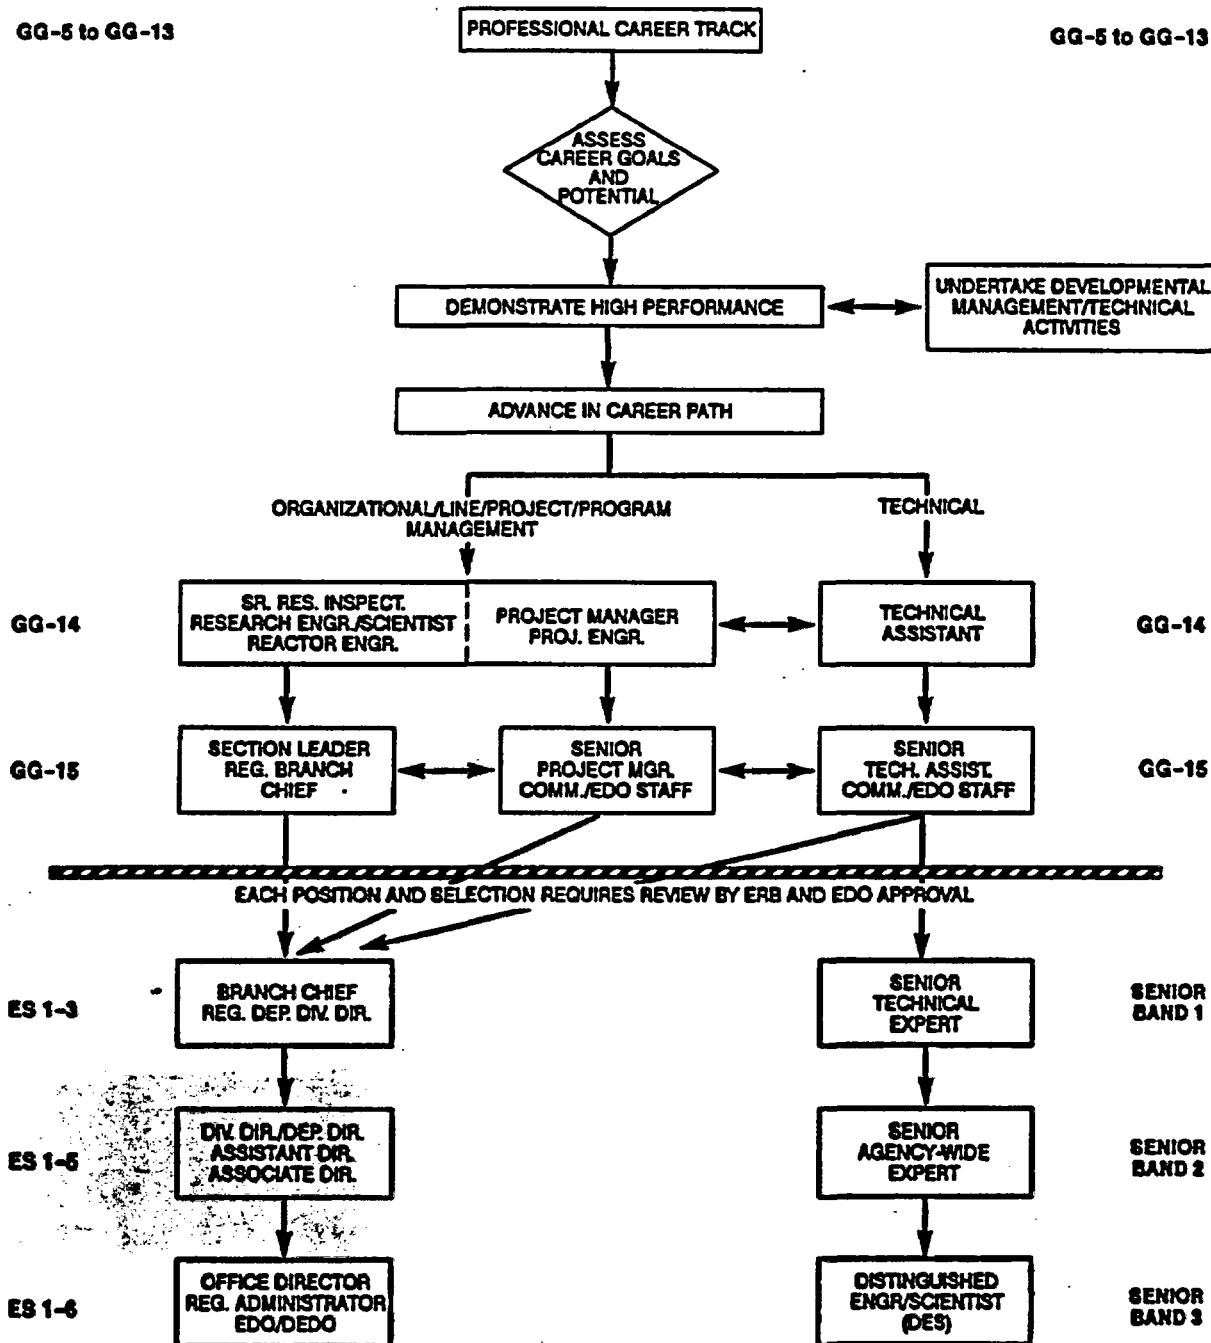 GG-5 to GG-13
PROFESSIONAL CAREER TRACK
GG-5 to GG-13
ASSESS
CAREER GOALS
AND
POTENTIAL
DEMONSTRATE HIGH PERFORMANCE
UNDERTAKE DEVELOPMENTAL
MANAGEMENT/TECHNICAL
ACTIVITIES
ADVANCE IN CAREER PATH
ORGANIZATIONAL/LINE/PROJECT/PROGRAM
MANAGEMENT
TECHNICAL
GG-14
SR. RES. INSPECT.
RESEARCH ENGR./SCIENTIST
REACTOR ENGR.
PROJECT MANAGER
PROJ. ENGR.
TECHNICAL
ASSISTANT
GG-14
GG-15
SECTION LEADER
REG. BRANCH
CHIEF
SENIOR
PROJECT MGR.
COMM./EDO STAFF
SENIOR
TECH. ASSIST.
COMM./EDO STAFF
GG-15
EACH POSITION AND SELECTION REQUIRES REVIEW BY ERB AND EDO APPROVAL
ES 1-3
BRANCH CHIEF
REG. DEP. DIV. DIR.
SENIOR
TECHNICAL
EXPERT
SENIOR
BAND 1
ES 1-5
DIV. DIR./DEP. DIR.
ASSISTANT DIR.
ASSOCIATE DIR.
SENIOR
AGENCY-WIDE
EXPERT
SENIOR
BAND 2
ES 1-6
OFFICE DIRECTOR
REG. ADMINISTRATOR
EDO/DEDO
DISTINGUISHED
ENGR/SCIENTIST
(DES)
SENIOR
BAND 3